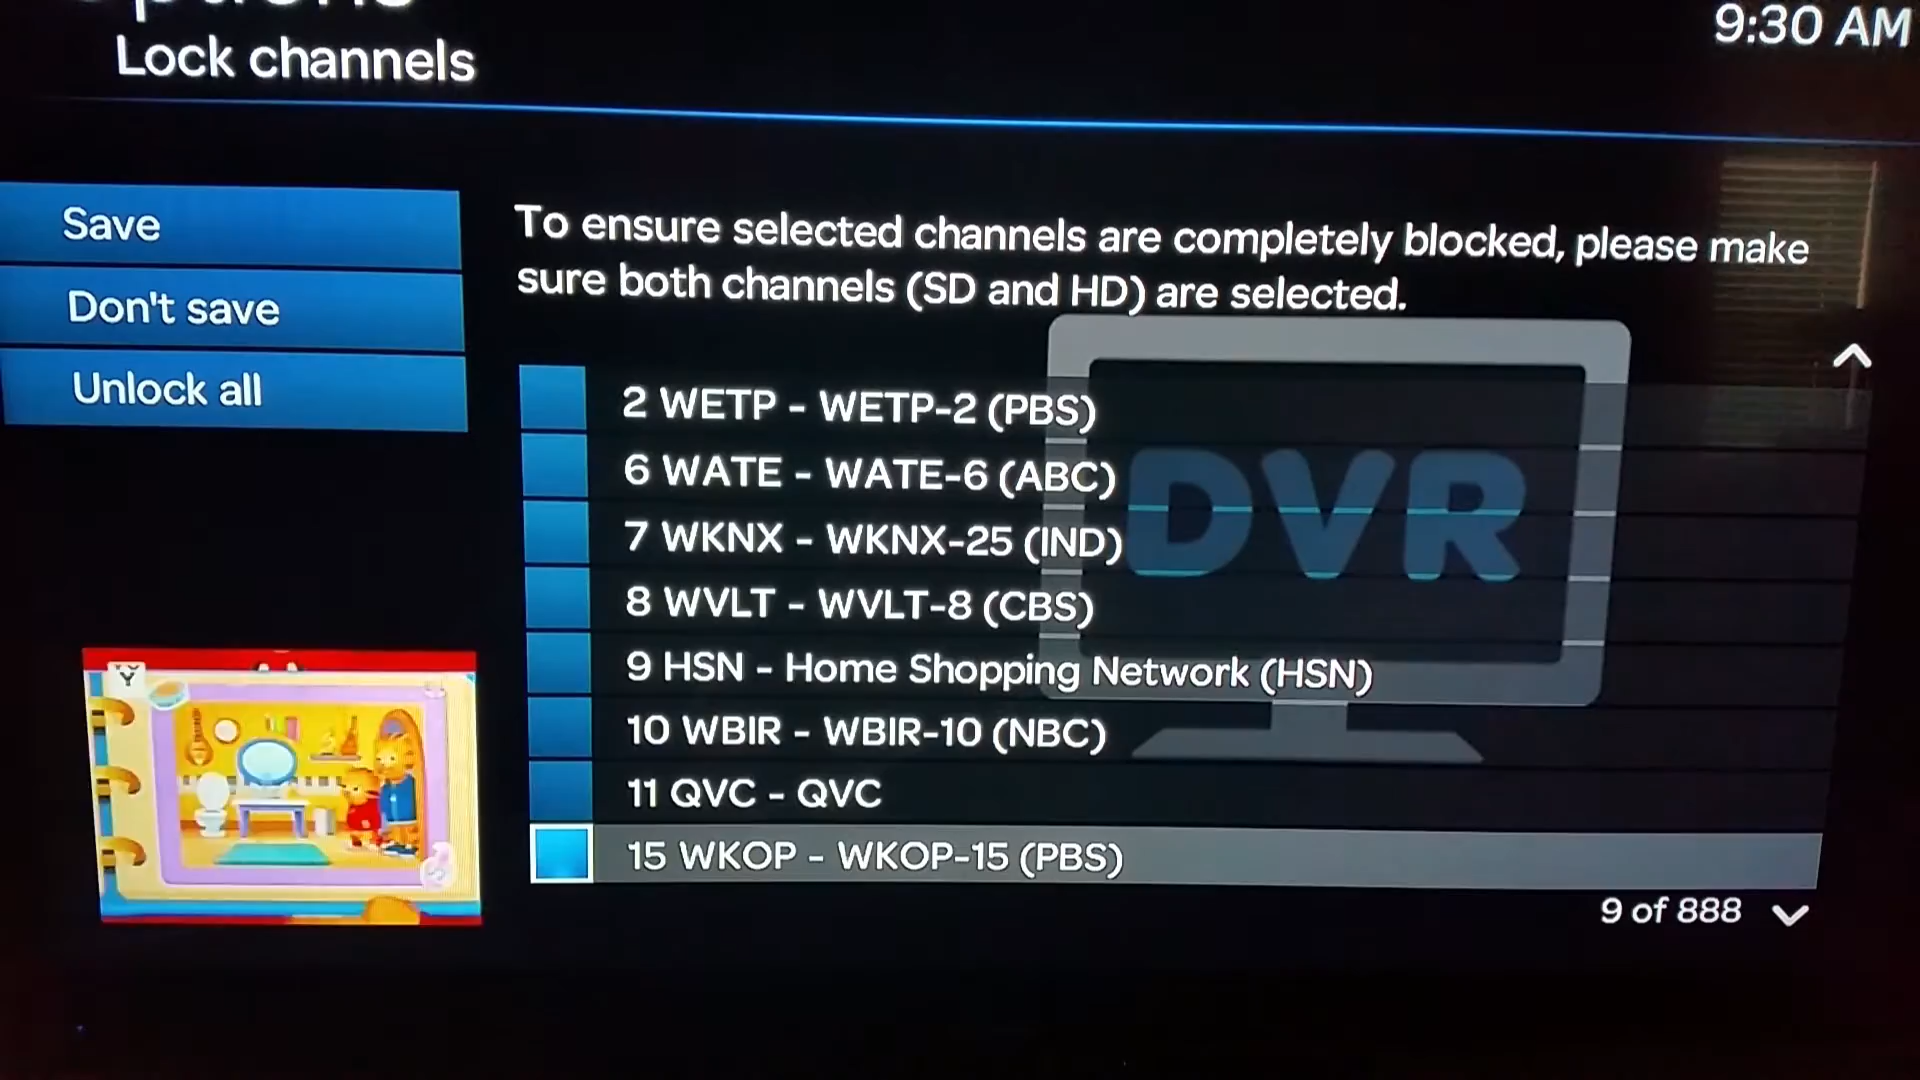 Options
Lock channels
9:30 AM
Save
Don't save
Unlock all
To ensure selected channels are completely blocked, please make
sure both channels (SD and HD) are selected.
DVR
2 WETP - WETP-2 (PBS)
6 WATE - WATE-6 (ABC)
7 WKNX - WKNX-25 (IND)
8 WVLT - WVLT-8 (CBS)
9 HSN - Home Shopping Network (HSN)
10 WBIR - WBIR-10 (NBC)
11 QVC - QVC
15 WKOP - WKOP-15 (PBS)
9 of 888
Y